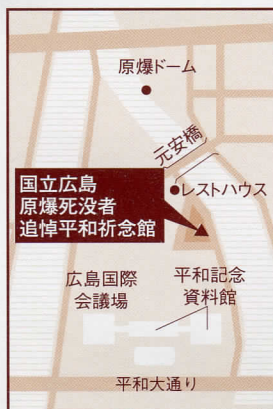 原爆ドーム
元安橋
レストハウス
国立広島
原爆死没者
追悼平和祈念館
広島国際
会議場
平和記念
資料館
平和大通り